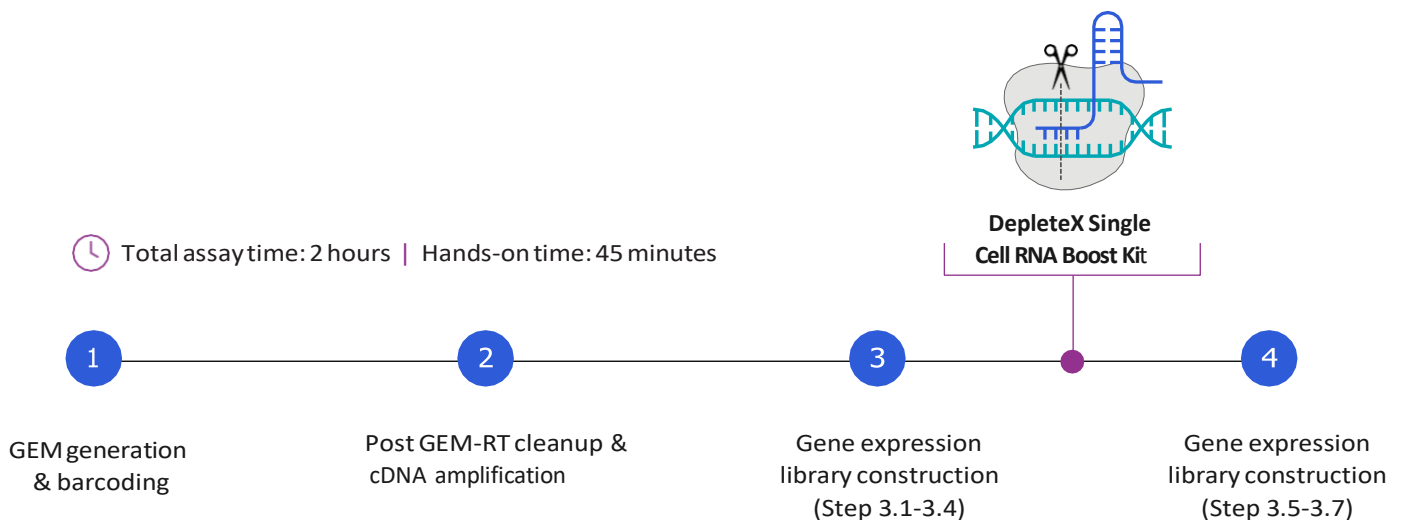 DepleteX Single
Cell RNA Boost Kit
Total assay time: 2 hours | Hands-on time: 45 minutes
1
2
3
4
GEM generation
& barcoding
Post GEM-RT cleanup &
cDNA amplification
Gene expression
library construction
(Step 3.1-3.4)
Gene expression
library construction
(Step 3.5-3.7)